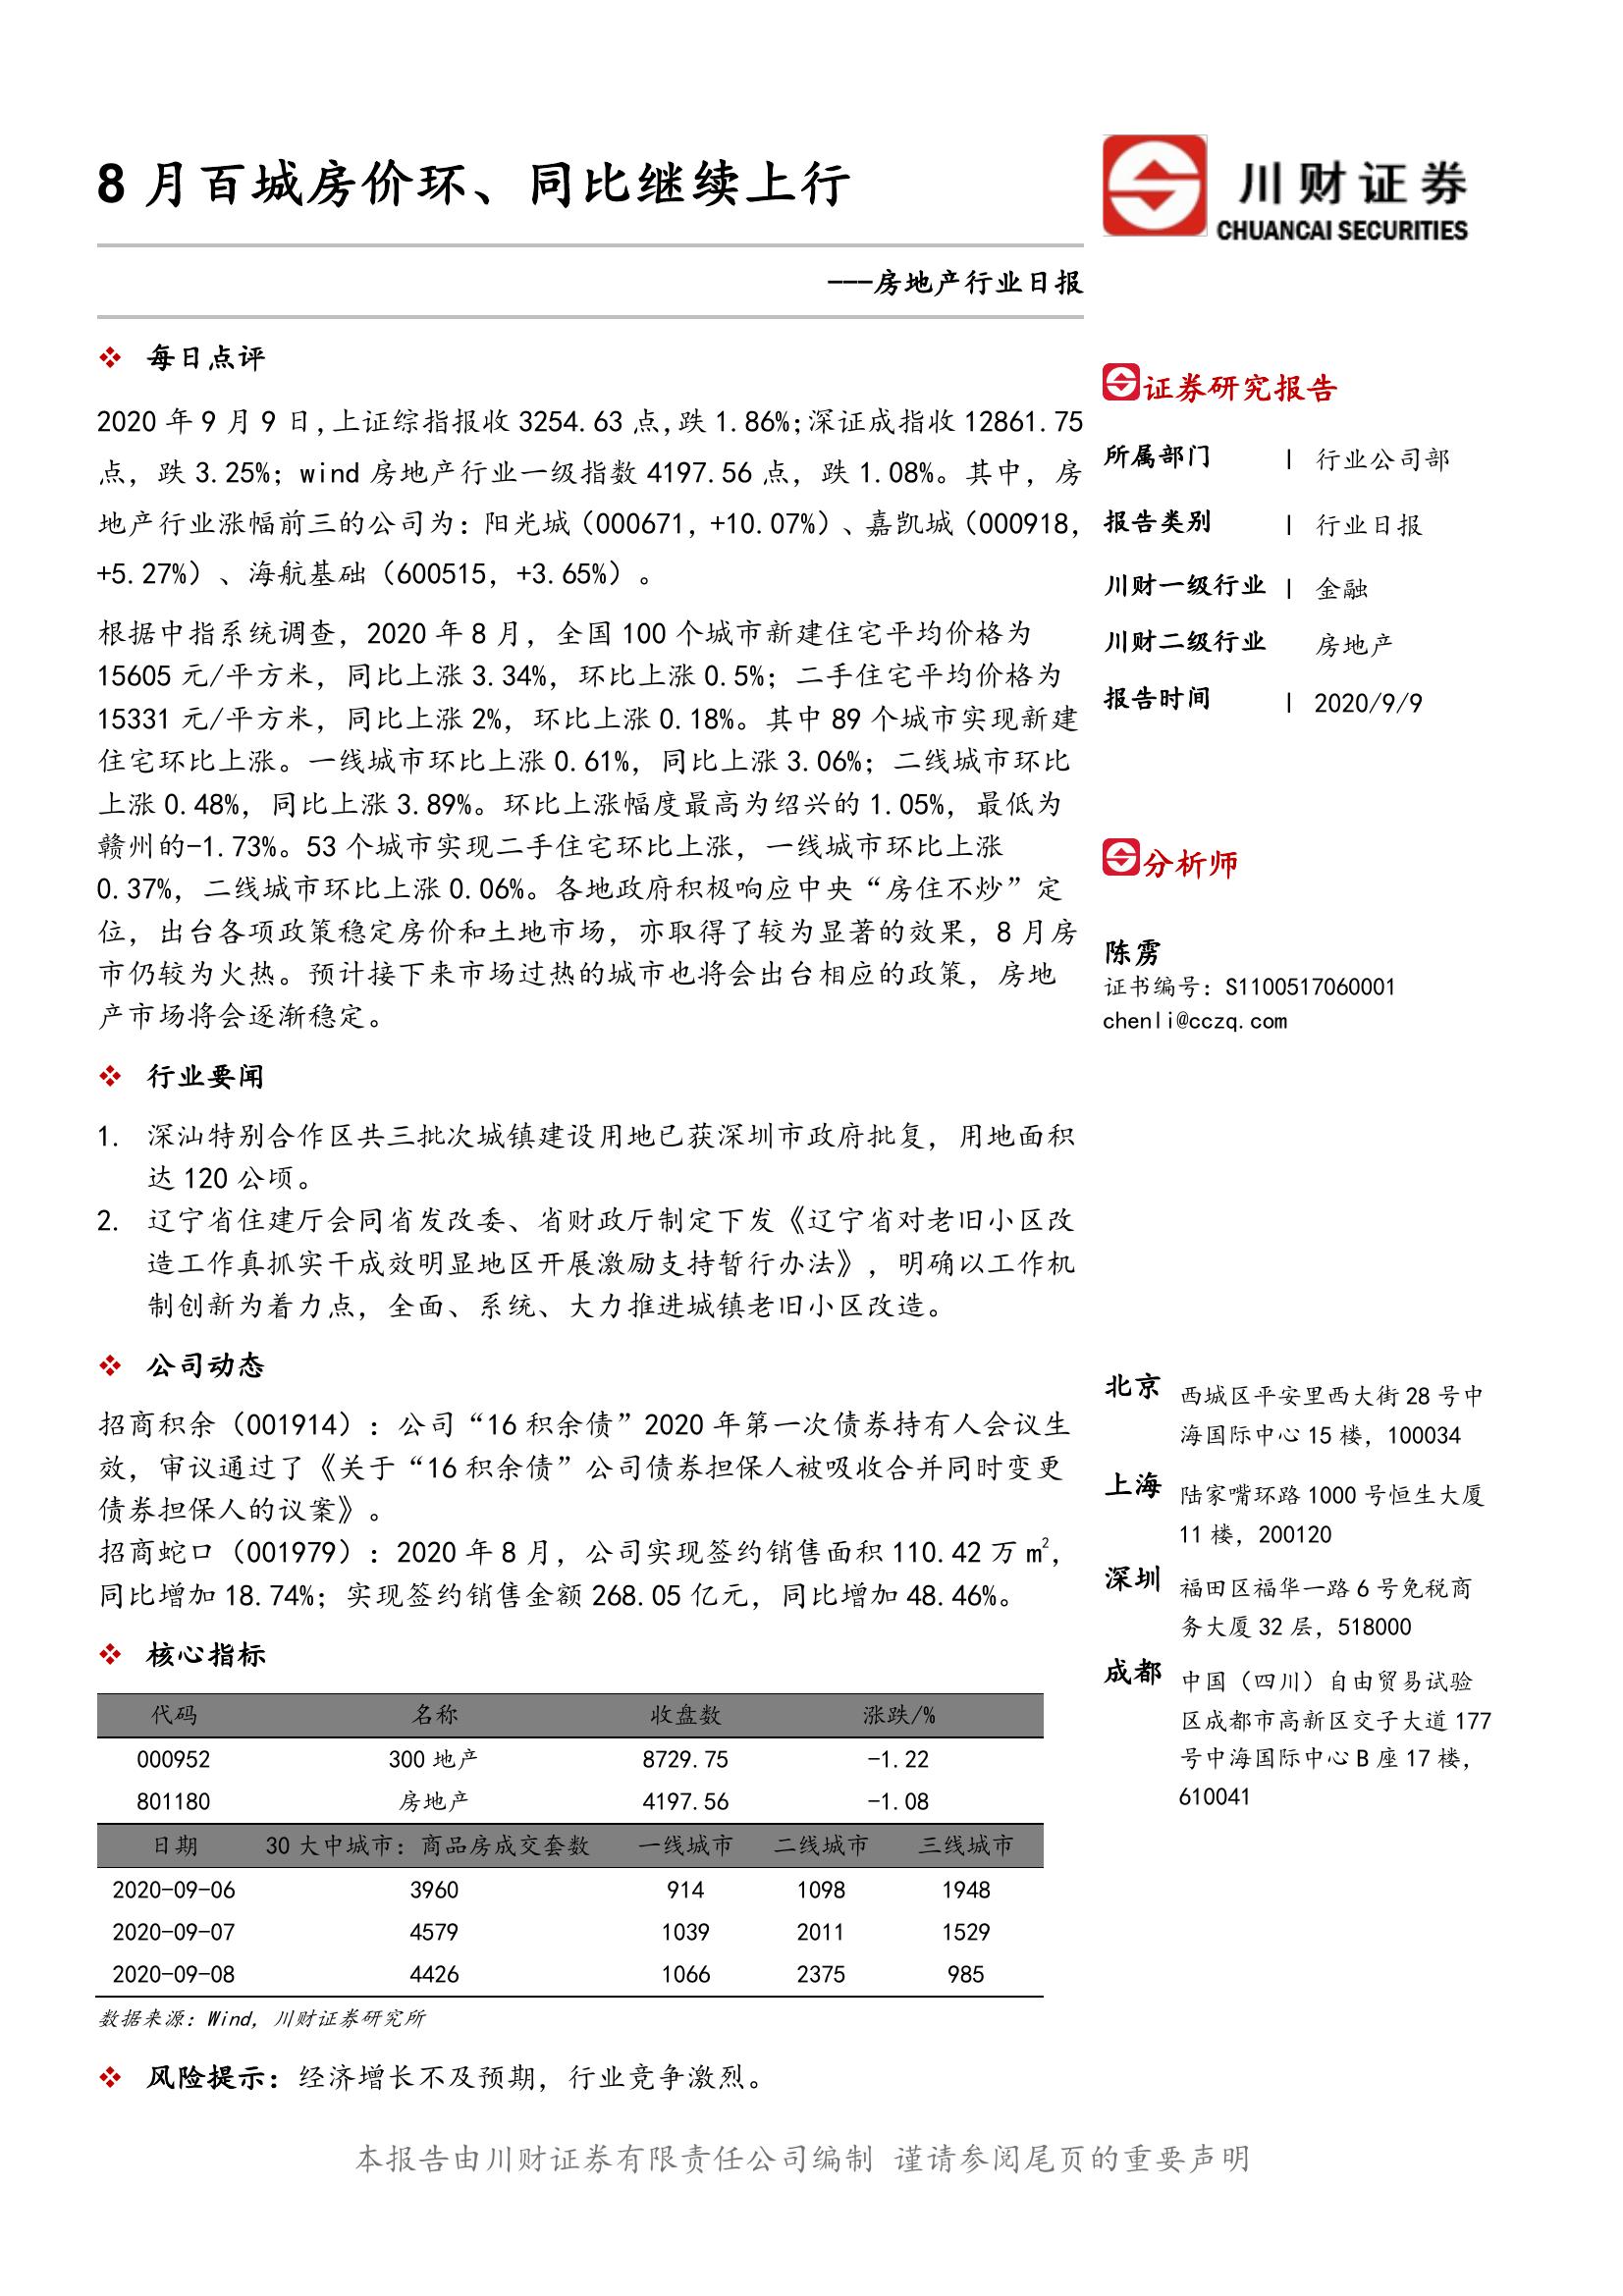 8 月百城房价环、同比继续上行
川财证券
CHUANCAI SECURITIES
---房地产行业日报
每日点评
2020 年 9 月 9 日,上证综指报收 3254.63 点,跌 1.86%;深证成指收 12861.75
点，跌 3.25%；wind 房地产行业一级指数 4197.56 点，跌 1.08%。其中，房
地产行业涨幅前三的公司为：阳光城（000671，+10.07%）、嘉凯城（000918，
+5.27%）、海航基础（600515，+3.65%）。
根据中指系统调查，2020 年 8 月，全国 100 个城市新建住宅平均价格为
15605 元/平方米，同比上涨 3.34%，环比上涨 0.5%；二手住宅平均价格为
15331 元/平方米，同比上涨 2%，环比上涨 0.18%。其中 89 个城市实现新建
住宅环比上涨。一线城市环比上涨 0.61%，同比上涨 3.06%；二线城市环比
上涨 0.48%，同比上涨 3.89%。环比上涨幅度最高为绍兴的 1.05%，最低为
赣州的-1.73%。53 个城市实现二手住宅环比上涨，一线城市环比上涨
0.37%，二线城市环比上涨 0.06%。各地政府积极响应中央“房住不炒”定
位，出台各项政策稳定房价和土地市场，亦取得了较为显著的效果，8 月房
市仍较为火热。预计接下来市场过热的城市也将会出台相应的政策，房地
产市场将会逐渐稳定。
行业要闻
1. 深汕特别合作区共三批次城镇建设用地已获深圳市政府批复，用地面积
达 120 公顷。
2. 辽宁省住建厅会同省发改委、省财政厅制定下发《辽宁省对老旧小区改
造工作真抓实干成效明显地区开展激励支持暂行办法》，明确以工作机
制创新为着力点，全面、系统、大力推进城镇老旧小区改造。
公司动态
招商积余（001914）：公司“16 积余债”2020 年第一次债券持有人会议生
效，审议通过了《关于“16 积余债”公司债券担保人被吸收合并同时变更
债券担保人的议案》。
招商蛇口（001979）：2020 年 8 月，公司实现签约销售面积 110.42 万 m²，
同比增加 18.74%；实现签约销售金额 268.05 亿元，同比增加 48.46%。
核心指标
代码 名称 收盘数 涨跌/%
000952 300 地产 8729.75 -1.22
801180 房地产 4197.56 -1.08
日期 30 大中城市：商品房成交套数 一线城市 二线城市 三线城市
2020-09-06 3960 914 1098 1948
2020-09-07 4579 1039 2011 1529
2020-09-08 4426 1066 2375 985
数据来源：Wind，川财证券研究所
风险提示：经济增长不及预期，行业竞争激烈。
证券研究报告
所属部门 | 行业公司部
报告类别 | 行业日报
川财一级行业 | 金融
川财二级行业 房地产
报告时间 | 2020/9/9
分析师
陈雳
证书编号：S1100517060001
chenli@cczq.com
北京 西城区平安里西大街 28 号中
海国际中心 15 楼，100034
上海 陆家嘴环路 1000 号恒生大厦
11 楼，200120
深圳 福田区福华一路 6 号免税商
务大厦 32 层，518000
成都 中国（四川）自由贸易试验
区成都市高新区交子大道 177
号中海国际中心 B 座 17 楼，
610041
本报告由川财证券有限责任公司编制 谨请参阅尾页的重要声明